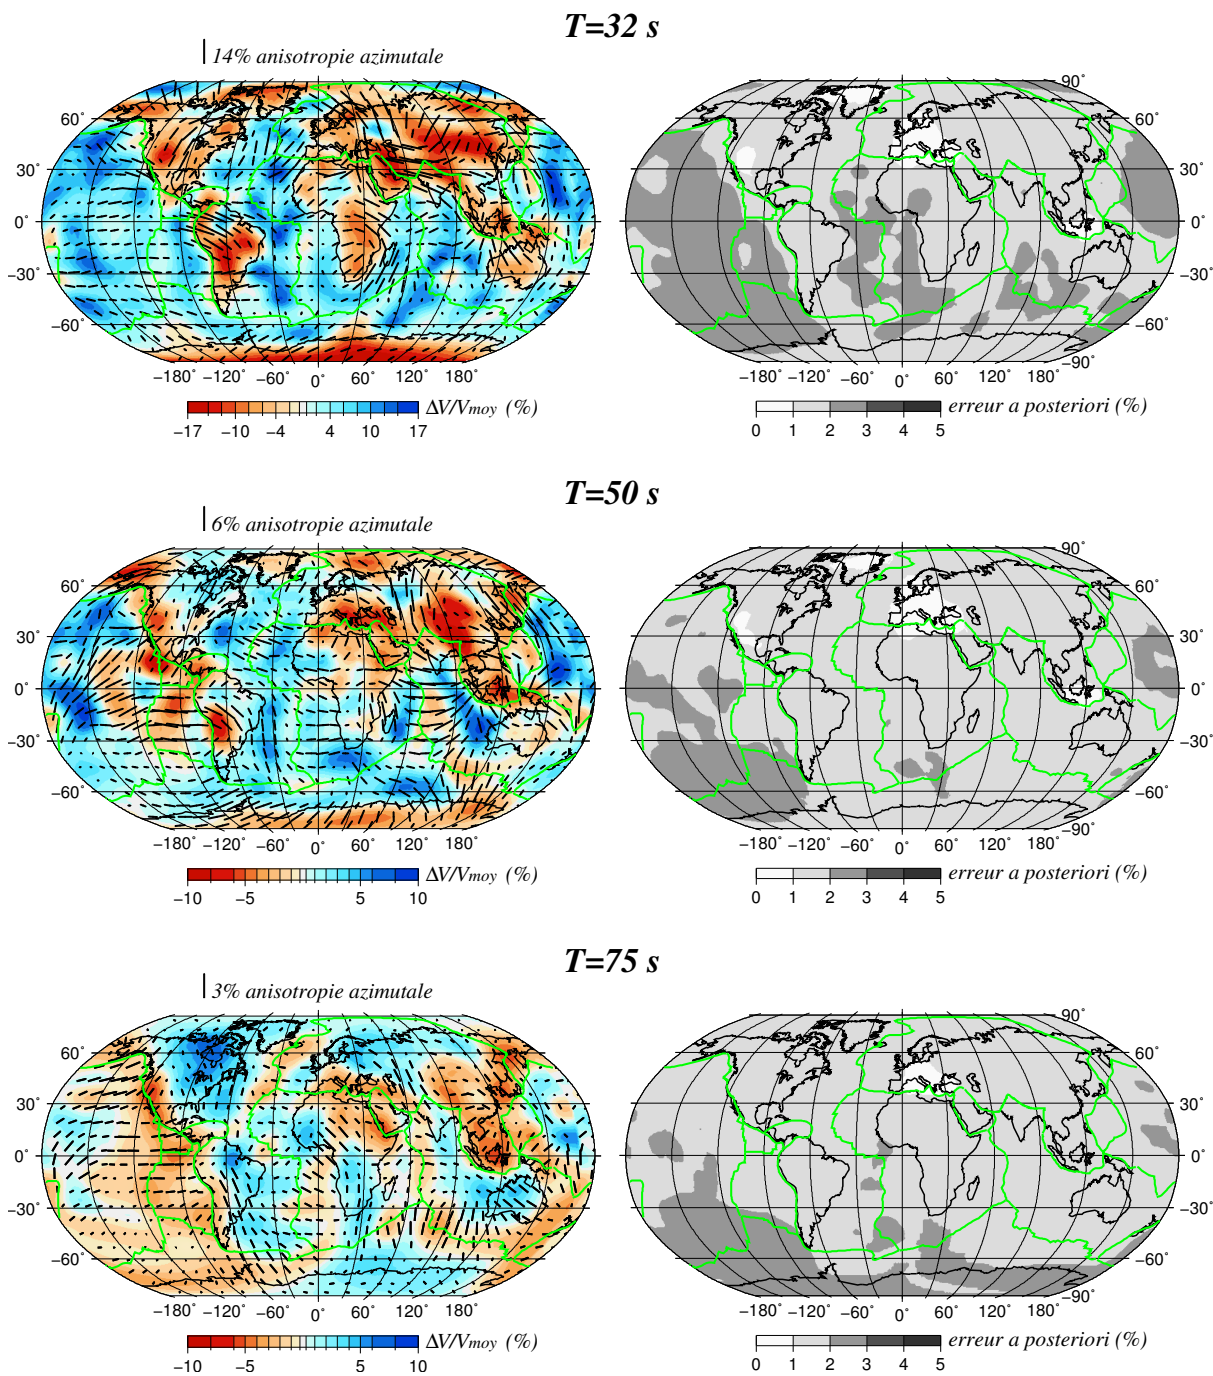 T=32 s
14% anisotropie azimutale
60˚ 30˚ 0˚ −30˚ −60˚
90˚ 60˚ 30˚ 0˚ −30˚ −60˚ −90˚
−180˚ −120˚ −60˚ 0˚ 60˚ 120˚ 180˚
−180˚ −120˚ −60˚ 0˚ 60˚ 120˚ 180˚
ΔV/Vmoy (%)
−17 −10 −4 4 10 17
erreur a posteriori (%)
0 1 2 3 4 5
T=50 s
6% anisotropie azimutale
60˚ 30˚ 0˚ −30˚ −60˚
90˚ 60˚ 30˚ 0˚ −30˚ −60˚ −90˚
−180˚ −120˚ −60˚ 0˚ 60˚ 120˚ 180˚
−180˚ −120˚ −60˚ 0˚ 60˚ 120˚ 180˚
ΔV/Vmoy (%)
−10 −5 5 10
erreur a posteriori (%)
0 1 2 3 4 5
T=75 s
3% anisotropie azimutale
60˚ 30˚ 0˚ −30˚ −60˚
90˚ 60˚ 30˚ 0˚ −30˚ −60˚ −90˚
−180˚ −120˚ −60˚ 0˚ 60˚ 120˚ 180˚
−180˚ −120˚ −60˚ 0˚ 60˚ 120˚ 180˚
ΔV/Vmoy (%)
−10 −5 5 10
erreur a posteriori (%)
0 1 2 3 4 5